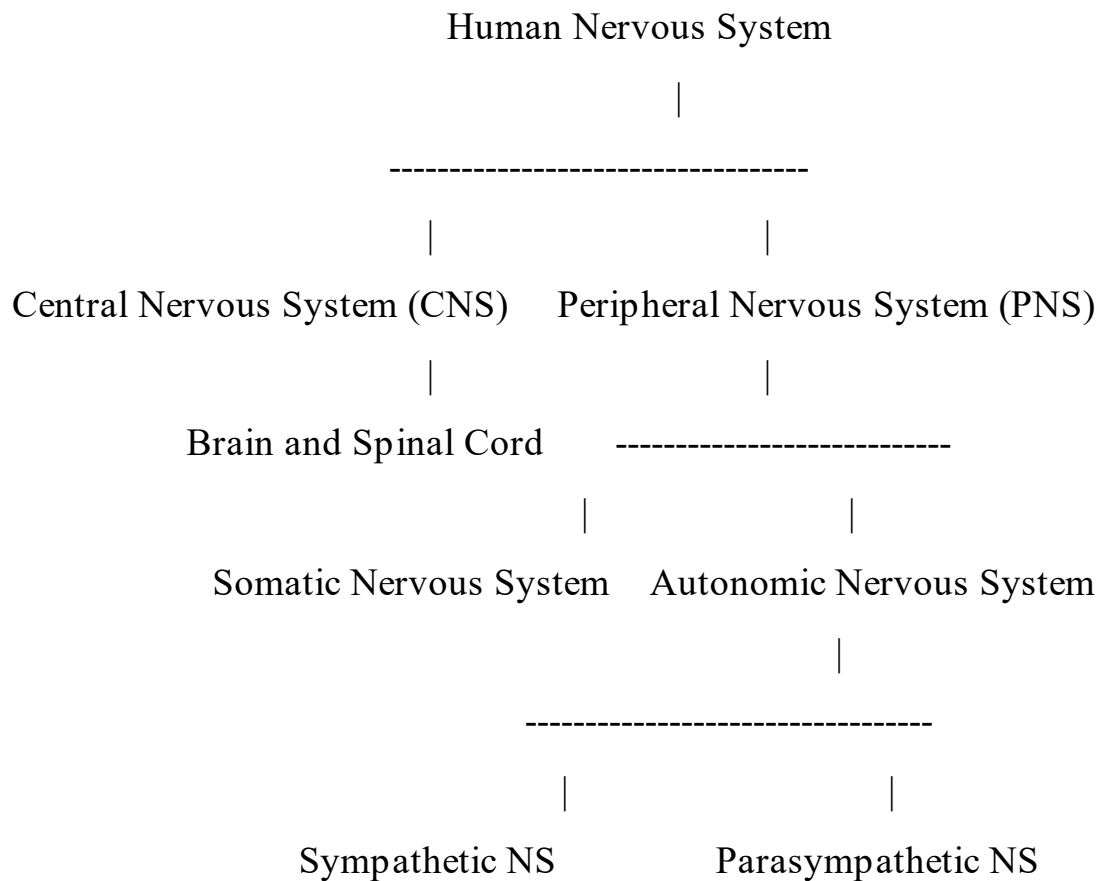 Human Nervous System
|
-----------------------------------
| |
Central Nervous System (CNS) Peripheral Nervous System (PNS)
| |
Brain and Spinal Cord ----------------------------
| |
Somatic Nervous System Autonomic Nervous System
|
----------------------------------
| |
Sympathetic NS Parasympathetic NS